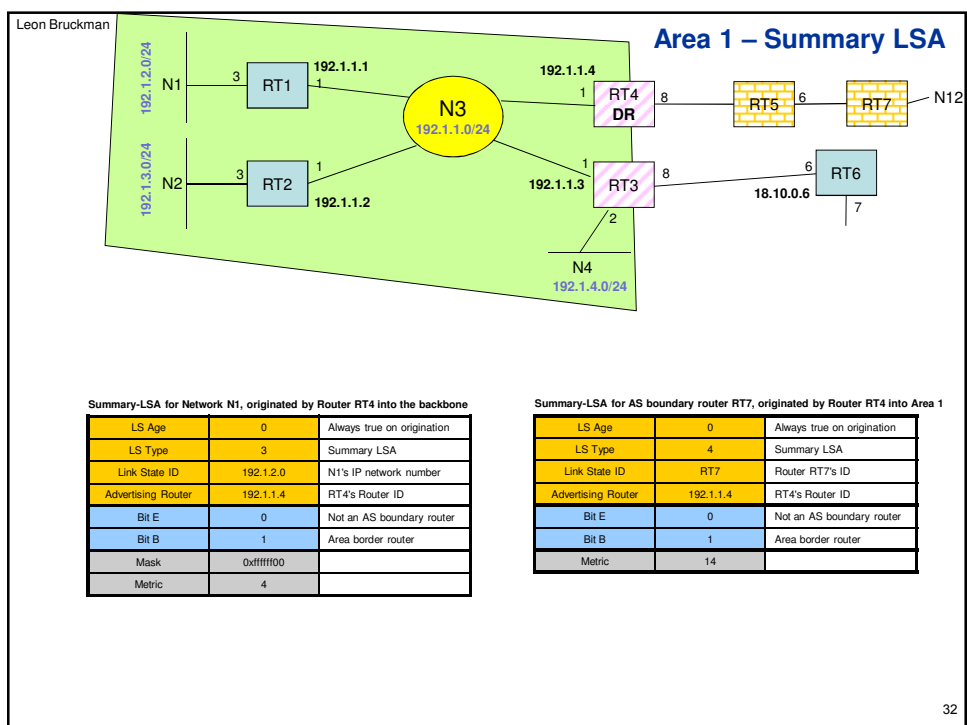 Leon Bruckman
Area 1 – Summary LSA
192.1.2.0/24
N1
3
RT1
192.1.1.1
1
N3
192.1.1.0/24
192.1.1.4
1
RT4
DR
8
RT5
6
RT7
N12
192.1.3.0/24
N2
3
RT2
1
192.1.1.2
1
192.1.1.3
RT3
8
2
6
RT6
18.10.0.6
7
N4
192.1.4.0/24
Summary-LSA for Network N1, originated by Router RT4 into the backbone
LS Age 0 Always true on origination
LS Type 3 Summary LSA
Link State ID 192.1.2.0 N1's IP network number
Advertising Router 192.1.1.4 RT4's Router ID
Bit E 0 Not an AS boundary router
Bit B 1 Area border router
Mask 0xffffff00
Metric 4
Summary-LSA for AS boundary router RT7, originated by Router RT4 into Area 1
LS Age 0 Always true on origination
LS Type 4 Summary LSA
Link State ID RT7 Router RT7's ID
Advertising Router 192.1.1.4 RT4's Router ID
Bit E 0 Not an AS boundary router
Bit B 1 Area border router
Metric 14
32